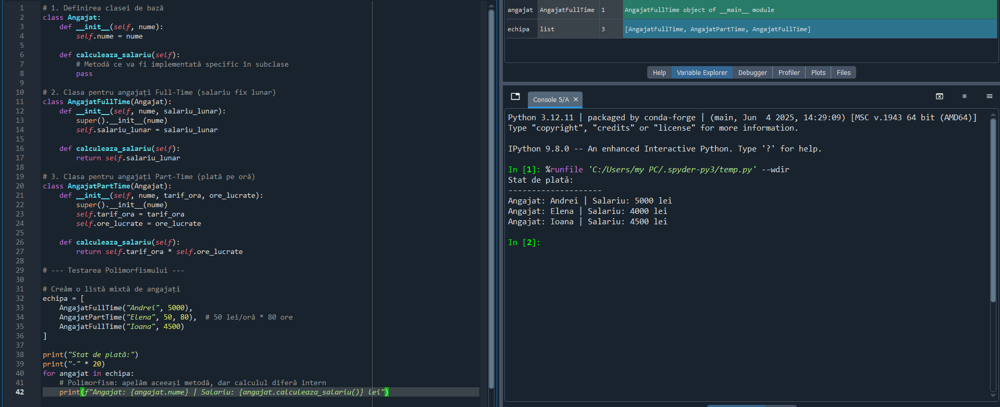 1 # 1. Definirea clasei de bază
2 class Angajat:
3     def __init__(self, nume):
4         self.nume = nume
5
6     def calculeaza_salariu(self):
7         # Metodă ce va fi implementată specific în subclase
8         pass
9
10 # 2. Clasa pentru angajați Full-Time (salariu fix lunar)
11 class AngajatFullTime(Angajat):
12     def __init__(self, nume, salariu_lunar):
13         super().__init__(nume)
14         self.salariu_lunar = salariu_lunar
15
16     def calculeaza_salariu(self):
17         return self.salariu_lunar
18
19 # 3. Clasa pentru angajați Part-Time (plată pe oră)
20 class AngajatPartTime(Angajat):
21     def __init__(self, nume, tarif_ora, ore_lucrate):
22         super().__init__(nume)
23         self.tarif_ora = tarif_ora
24         self.ore_lucrate = ore_lucrate
25
26     def calculeaza_salariu(self):
27         return self.tarif_ora * self.ore_lucrate
28
29 # --- Testarea Polimorfismului ---
30
31 # Creăm o listă mixtă de angajați
32 echipa = [
33     AngajatFullTime("Andrei", 5000),
34     AngajatPartTime("Elena", 50, 80),  # 50 lei/oră * 80 ore
35     AngajatFullTime("Ioana", 4500)
36 ]
37
38 print("Stat de plată:")
39 print("-" * 20)
40 for angajat in echipa:
41     # Polimorfism: apelăm aceeași metodă, dar calculul diferă intern
42     print(f"Angajat: {angajat.nume} | Salariu: {angajat.calculeaza_salariu()} lei")
angajat AngajatFullTime 1 AngajatFullTime object of __main__ module
echipa list 3 [AngajatFullTime, AngajatPartTime, AngajatFullTime]
Help Variable Explorer Debugger Profiler Plots Files
Console 5/A
Python 3.12.11 | packaged by conda-forge | (main, Jun  4 2025, 14:29:09) [MSC v.1943 64 bit (AMD64)]
Type "copyright", "credits" or "license" for more information.
IPython 9.8.0 -- An enhanced Interactive Python. Type '?' for help.
In [1]: %runfile 'C:/Users/my PC/.spyder-py3/temp.py' --wdir
Stat de plată:
--------------------
Angajat: Andrei | Salariu: 5000 lei
Angajat: Elena | Salariu: 4000 lei
Angajat: Ioana | Salariu: 4500 lei
In [2]: